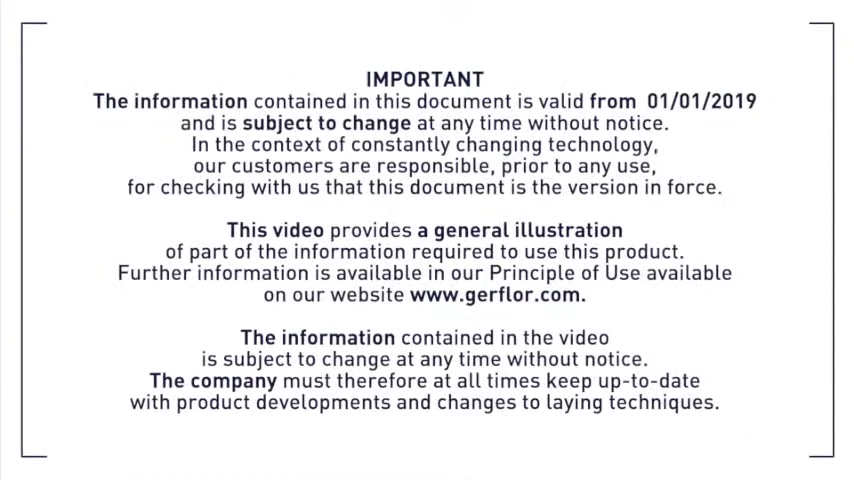 IMPORTANT
The information contained in this document is valid from 01/01/2019
and is subject to change at any time without notice.
In the context of constantly changing technology,
our customers are responsible, prior to any use,
for checking with us that this document is the version in force.
This video provides a general illustration
of part of the information required to use this product.
Further information is available in our Principle of Use available
on our website www.gerflor.com.
The information contained in the video
is subject to change at any time without notice.
The company must therefore at all times keep up-to-date
with product developments and changes to laying techniques.